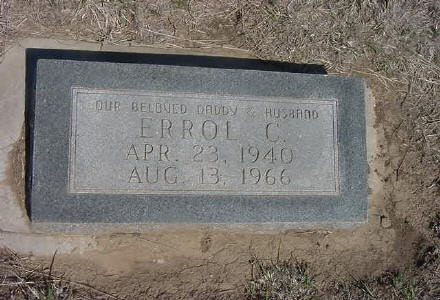 OUR BELOVED DADDY & HUSBAND
ERROL C.
APR. 23, 1940
AUG. 13, 1966